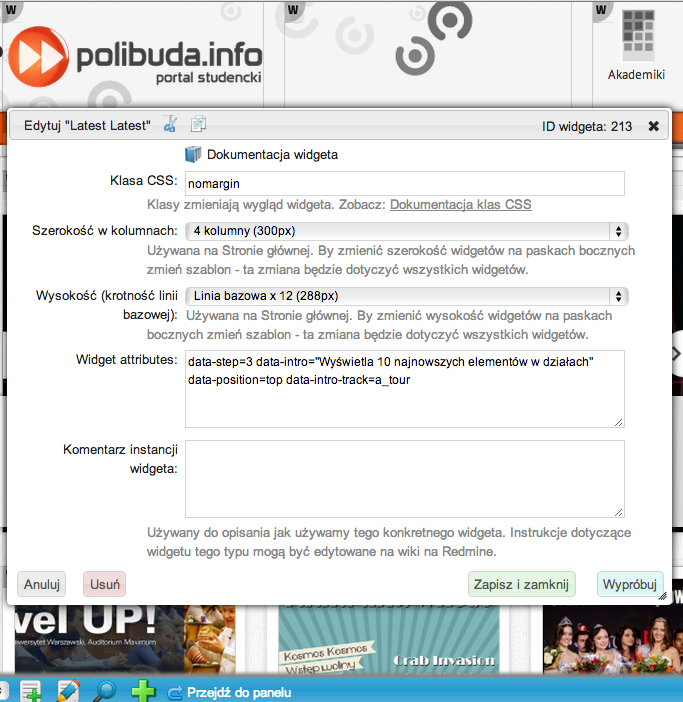 W
W
W
polibuda.info
portal studencki
Akademiki
Edytuj "Latest Latest"
ID widgeta: 213
Dokumentacja widgeta
Klasa CSS:
nomargin
Klasy zmieniają wygląd widgeta. Zobacz: Dokumentacja klas CSS
Szerokość w kolumnach:
4 kolumny (300px)
Używana na Stronie głównej. By zmienić szerokość widgetów na paskach bocznych
zmień szablon - ta zmiana będzie dotyczyć wszystkich widgetów.
Wysokość (krotność linii
bazowej):
Linia bazowa x 12 (288px)
Używana na Stronie głównej. By zmienić wysokość widgetów na paskach
bocznych zmień szablon - ta zmiana będzie dotyczyć wszystkich widgetów.
Widget attributes:
data-step=3 data-intro="Wyświetla 10 najnowszych elementów w działach"
data-position=top data-intro-track=a_tour
Komentarz instancji
widgeta:
Używany do opisania jak używamy tego konkretnego widgeta. Instrukcje dotyczące
widgetu tego typu mogą być edytowane na wiki na Redmine.
Anuluj
Usuń
Zapisz i zamknij
Wypróbuj
vel UP!
iwersytet Warszawski, Auditorium Maximum
Kosmos Kosmos
Wstęp wolny
Crab Invasion
Przejdź do panelu